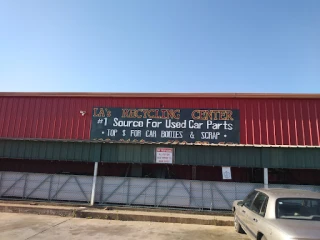 LA's RECYCLING CENTER
#1 Source For Used Car Parts
• TOP $ FOR CAR BODIES & SCRAP •